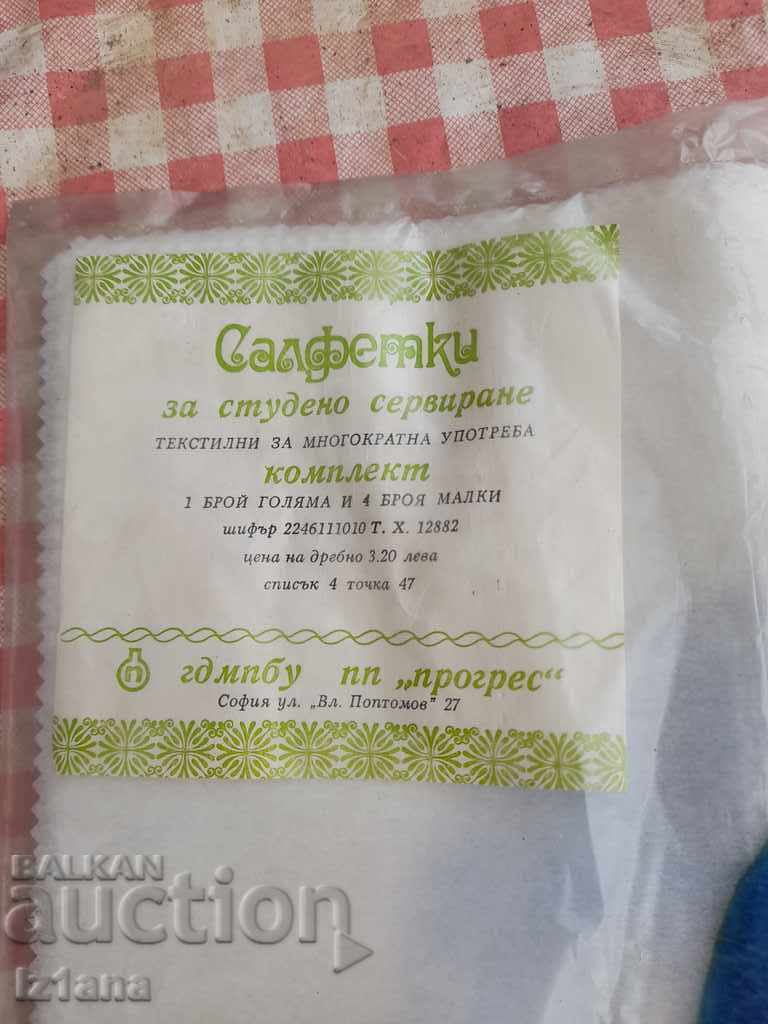 Салфетки
за студено сервиране
ТЕКСТИЛНИ ЗА МНОГОКРАТНА УПОТРЕБА
комплект
1 БРОЙ ГОЛЯМА И 4 БРОЯ МАЛКИ
шифър 2246111010 Т. Х. 12882
цена на дребно 3.20 лева
списък 4 точка 47
п гдмпбу пп „прогрес“
София ул. „Вл. Поптомов" 27
BALKAN
auction
iz1ana